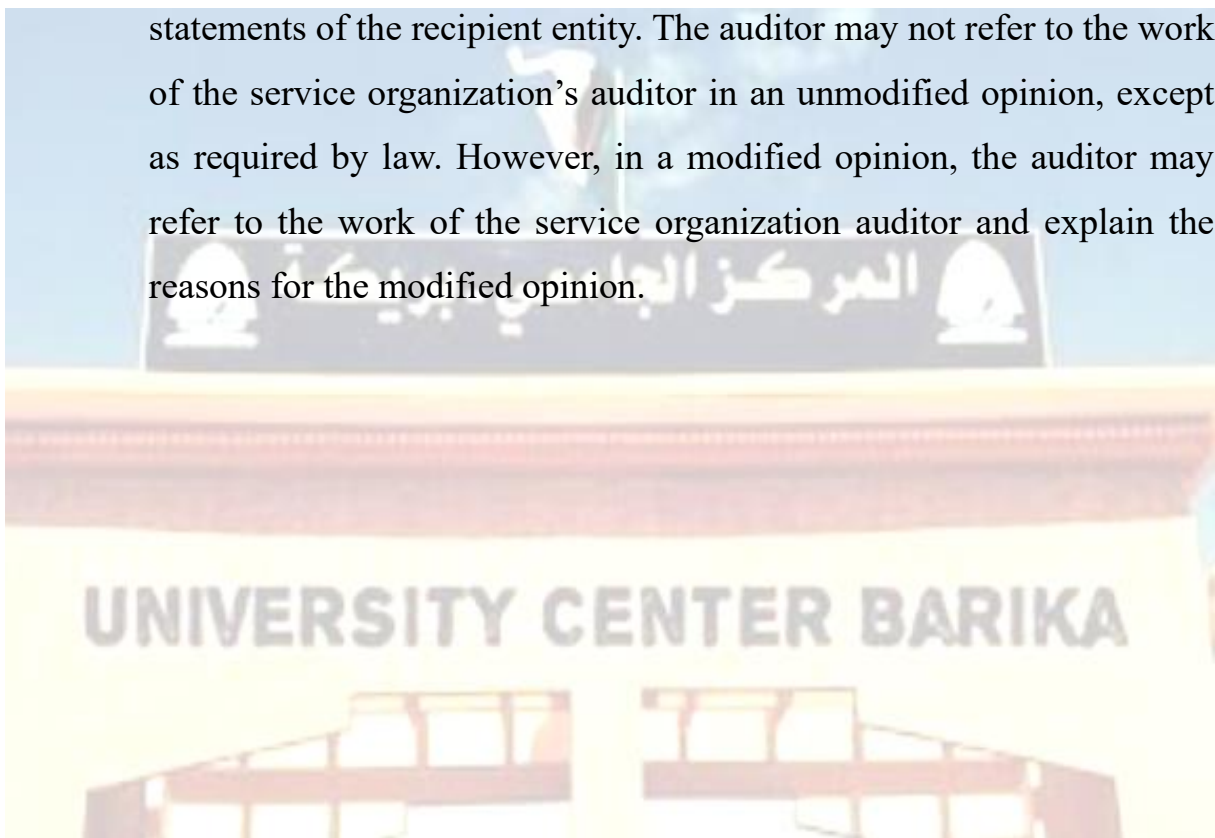 statements of the recipient entity. The auditor may not refer to the work
of the service organization’s auditor in an unmodified opinion, except
as required by law. However, in a modified opinion, the auditor may
refer to the work of the service organization auditor and explain the
reasons for the modified opinion.
المركز الجامعي بريكة
UNIVERSITY CENTER BARIKA